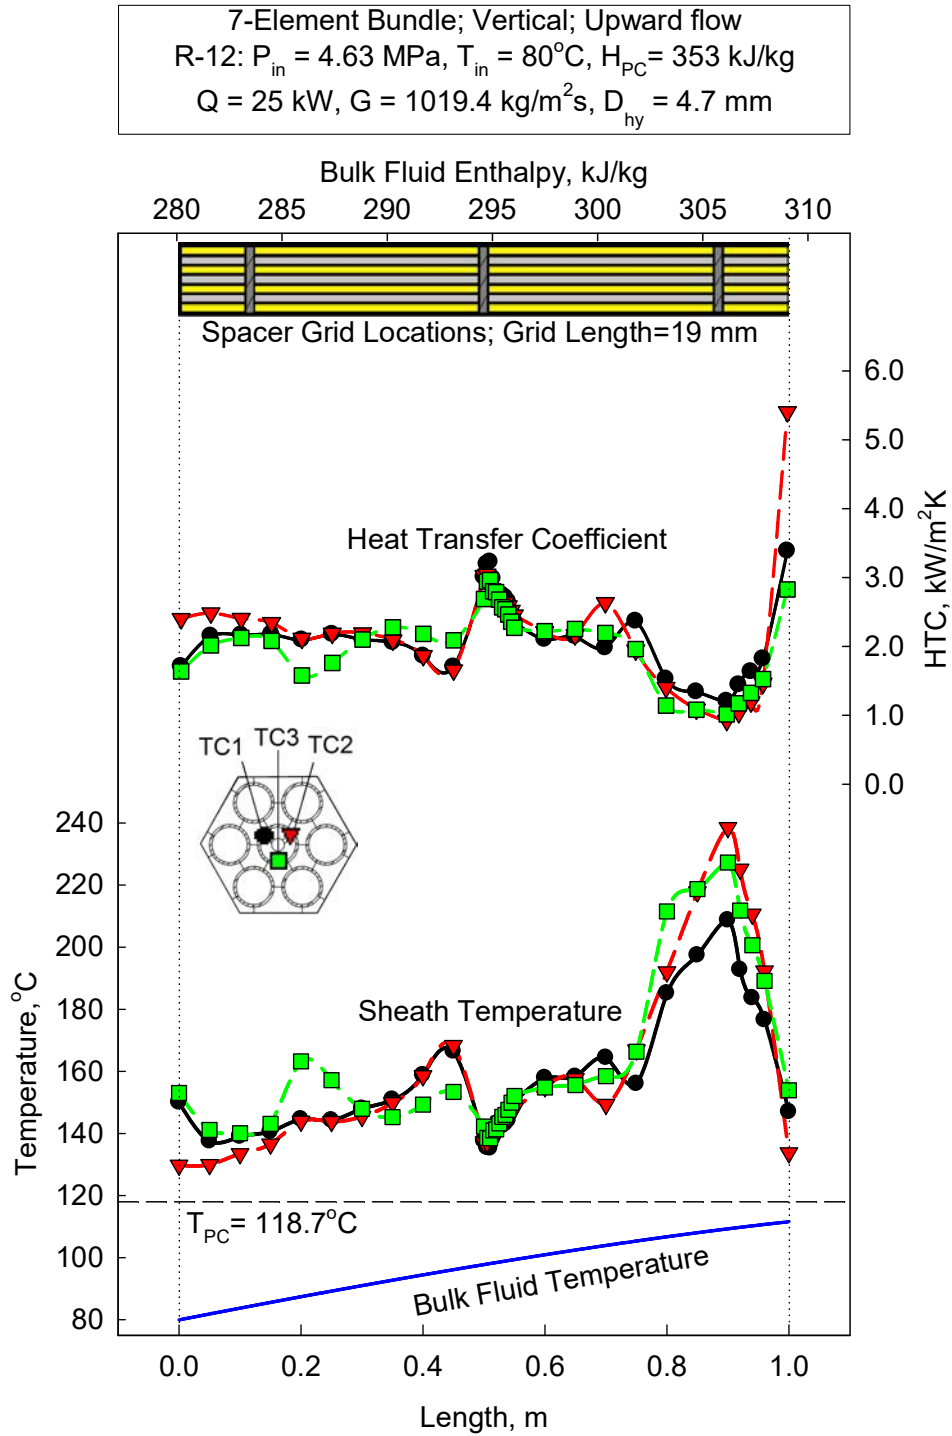 7-Element Bundle; Vertical; Upward flow
R-12: P_in = 4.63 MPa, T_in = 80°C, H_PC= 353 kJ/kg
Q = 25 kW, G = 1019.4 kg/m²s, D_hy = 4.7 mm
Bulk Fluid Enthalpy, kJ/kg
280 285 290 295 300 305 310
Spacer Grid Locations; Grid Length=19 mm
6.0
5.0
4.0
3.0
2.0
1.0
0.0
HTC, kW/m²K
Heat Transfer Coefficient
TC1 TC3 TC2
240
220
200
180
160
140
120
100
80
Temperature,°C
Sheath Temperature
T_PC= 118.7°C
Bulk Fluid Temperature
0.0 0.2 0.4 0.6 0.8 1.0
Length, m